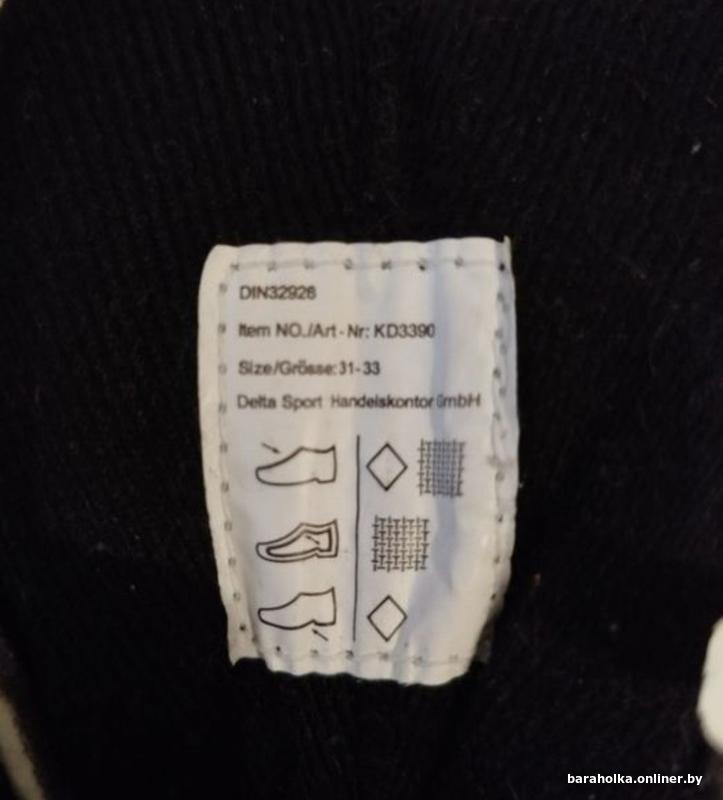 DIN32926
Item NO./Art-Nr: KD3390
Size/Grösse:31-33
Delta Sport Handelskontor GmbH
baraholka.onliner.by